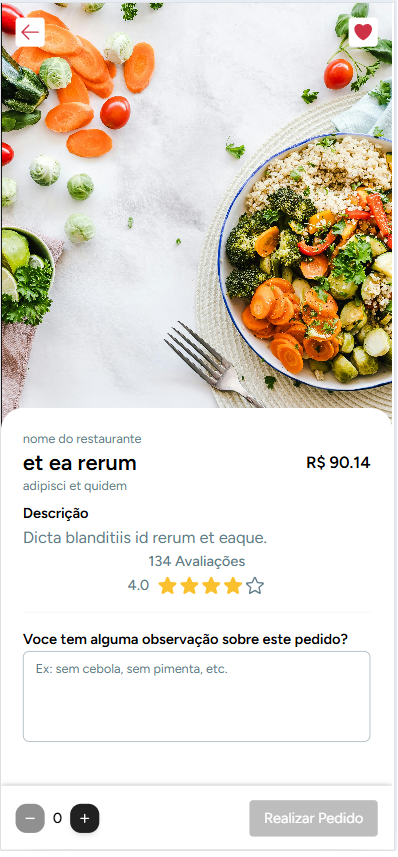 nome do restaurante
et ea rerum
R$ 90.14
adipisci et quidem
Descrição
Dicta blanditiis id rerum et eaque.
134 Avaliações
4.0
Voce tem alguma observação sobre este pedido?
Ex: sem cebola, sem pimenta, etc.
− 0 +
Realizar Pedido